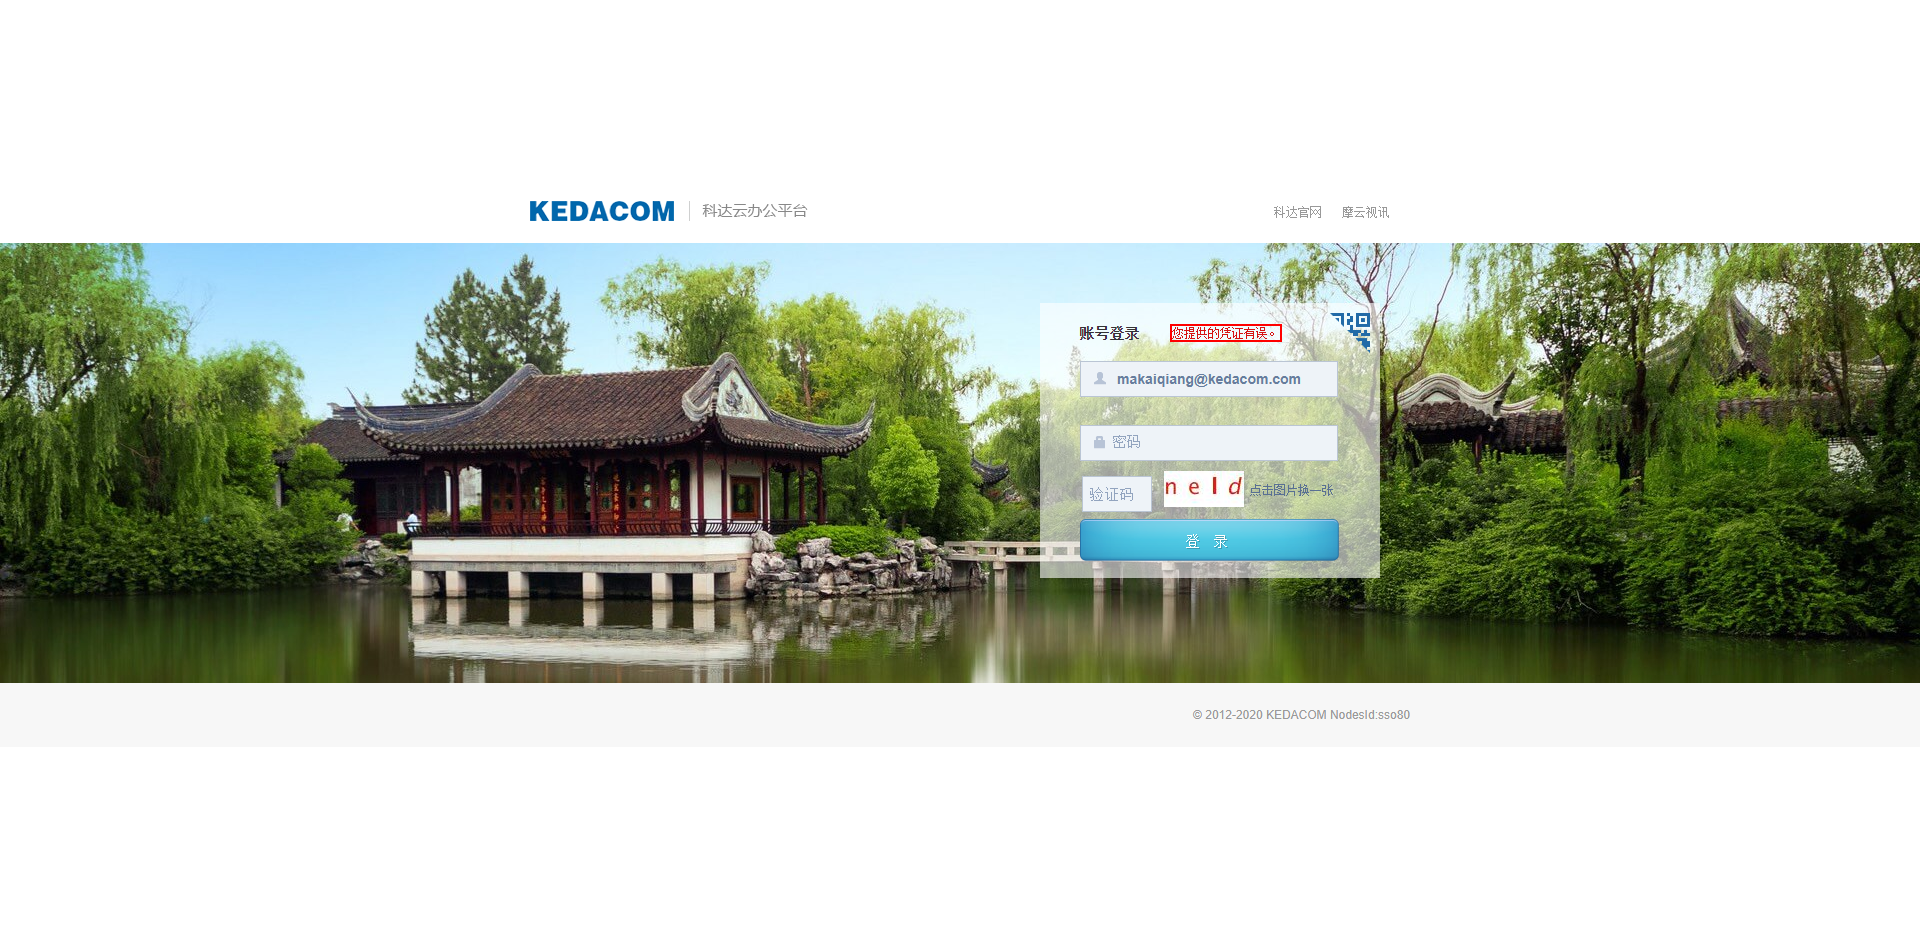 KEDACOM 科达云办公平台
科达官网 摩云视讯
账号登录 您提供的凭证有误。
makaiqiang@kedacom.com
密码
验证码 n e l d 点击图片换一张
登 录
© 2012-2020 KEDACOM NodesId:sso80